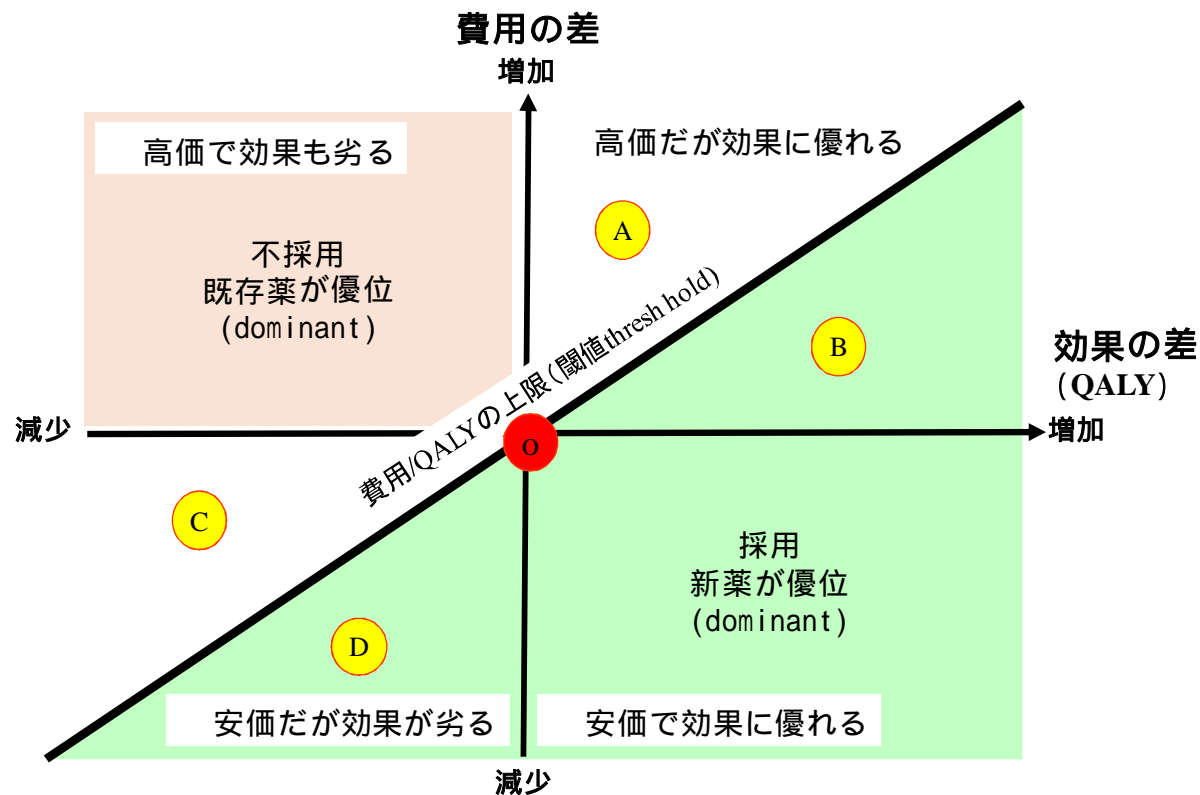 費用の差
増加
高価で効果も劣る
高価だが効果に優れる
A
不採用
既存薬が優位
(dominant)
費用/QALYの上限(閾値thresh hold)
B
効果の差
(QALY)
減少
増加
O
C
採用
新薬が優位
(dominant)
D
安価だが効果が劣る
安価で効果に優れる
減少